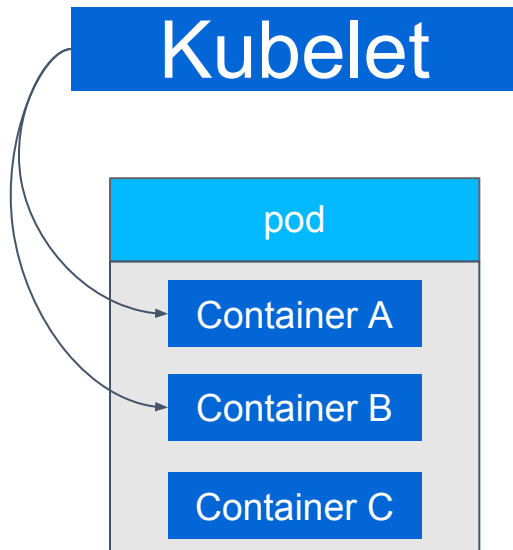 Kubelet
pod
Container A
Container B
Container C